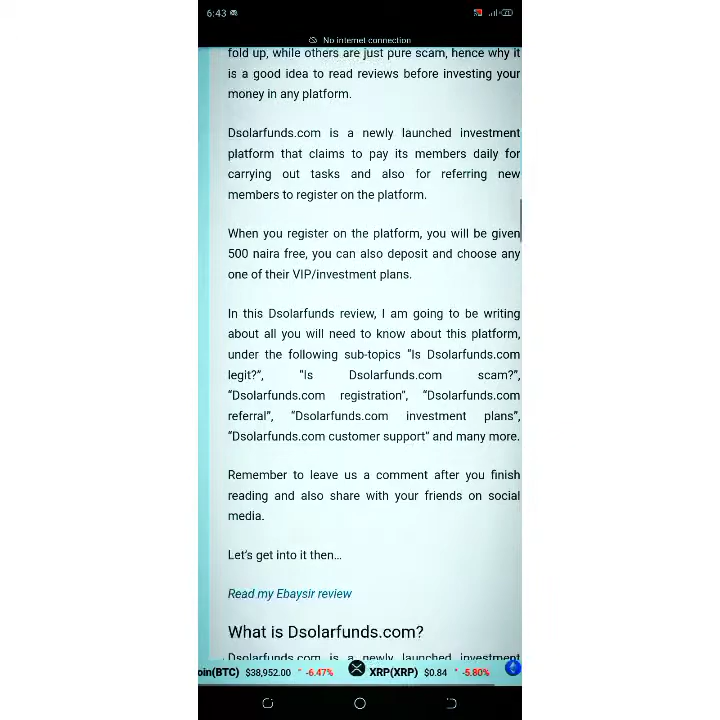 6:43
No internet connection
fold up, while others are just pure scam, hence why it
is a good idea to read reviews before investing your
money in any platform.
Dsolarfunds.com is a newly launched investment
platform that claims to pay its members daily for
carrying out tasks and also for referring new
members to register on the platform.
When you register on the platform, you will be given
500 naira free, you can also deposit and choose any
one of their VIP/investment plans.
In this Dsolarfunds review, I am going to be writing
about all you will need to know about this platform,
under the following sub-topics “Is Dsolarfunds.com
legit?”, “Is Dsolarfunds.com scam?”,
“Dsolarfunds.com registration”, “Dsolarfunds.com
referral”, “Dsolarfunds.com investment plans”,
“Dsolarfunds.com customer support” and many more.
Remember to leave us a comment after you finish
reading and also share with your friends on social
media.
Let’s get into it then…
Read my Ebaysir review
What is Dsolarfunds.com?
Dsolarfunds.com is a newly launched investment
oin(BTC) $38,952.00 -6.47% XRP(XRP) $0.84 -5.80%